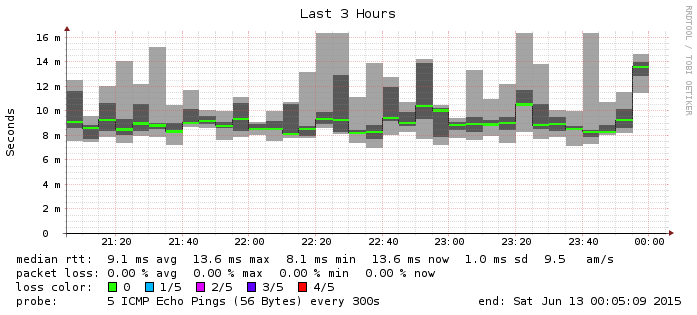 Last 3 Hours
RRDTOOL / TOBI OETIKER
Seconds
16 m
14 m
12 m
10 m
8 m
6 m
4 m
2 m
0
21:20 21:40 22:00 22:20 22:40 23:00 23:20 23:40 00:00
median rtt: 9.1 ms avg 13.6 ms max 8.1 ms min 13.6 ms now 1.0 ms sd 9.5 am/s
packet loss: 0.00 % avg 0.00 % max 0.00 % min 0.00 % now
loss color: 0 1/5 2/5 3/5 4/5
probe: 5 ICMP Echo Pings (56 Bytes) every 300s end: Sat Jun 13 00:05:09 2015